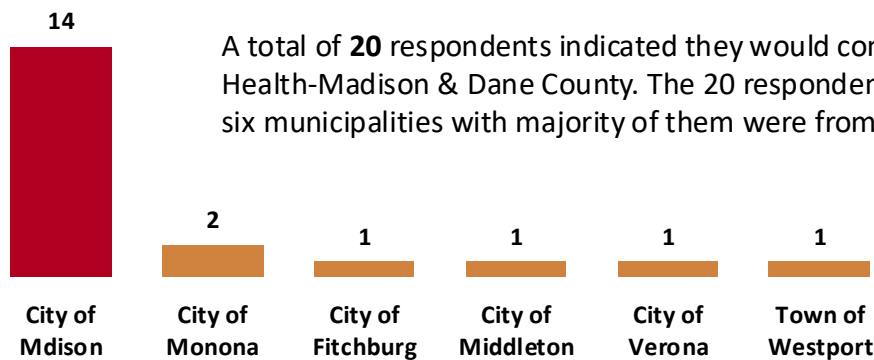 14
A total of 20 respondents indicated they would
Health-Madison & Dane County. The 20
six municipalities with majority of them were from
2
1
1
1
1
City of
Mdison
City of
Monona
City of
Fitchburg
City of
Middleton
City of
Verona
Town of
Westport